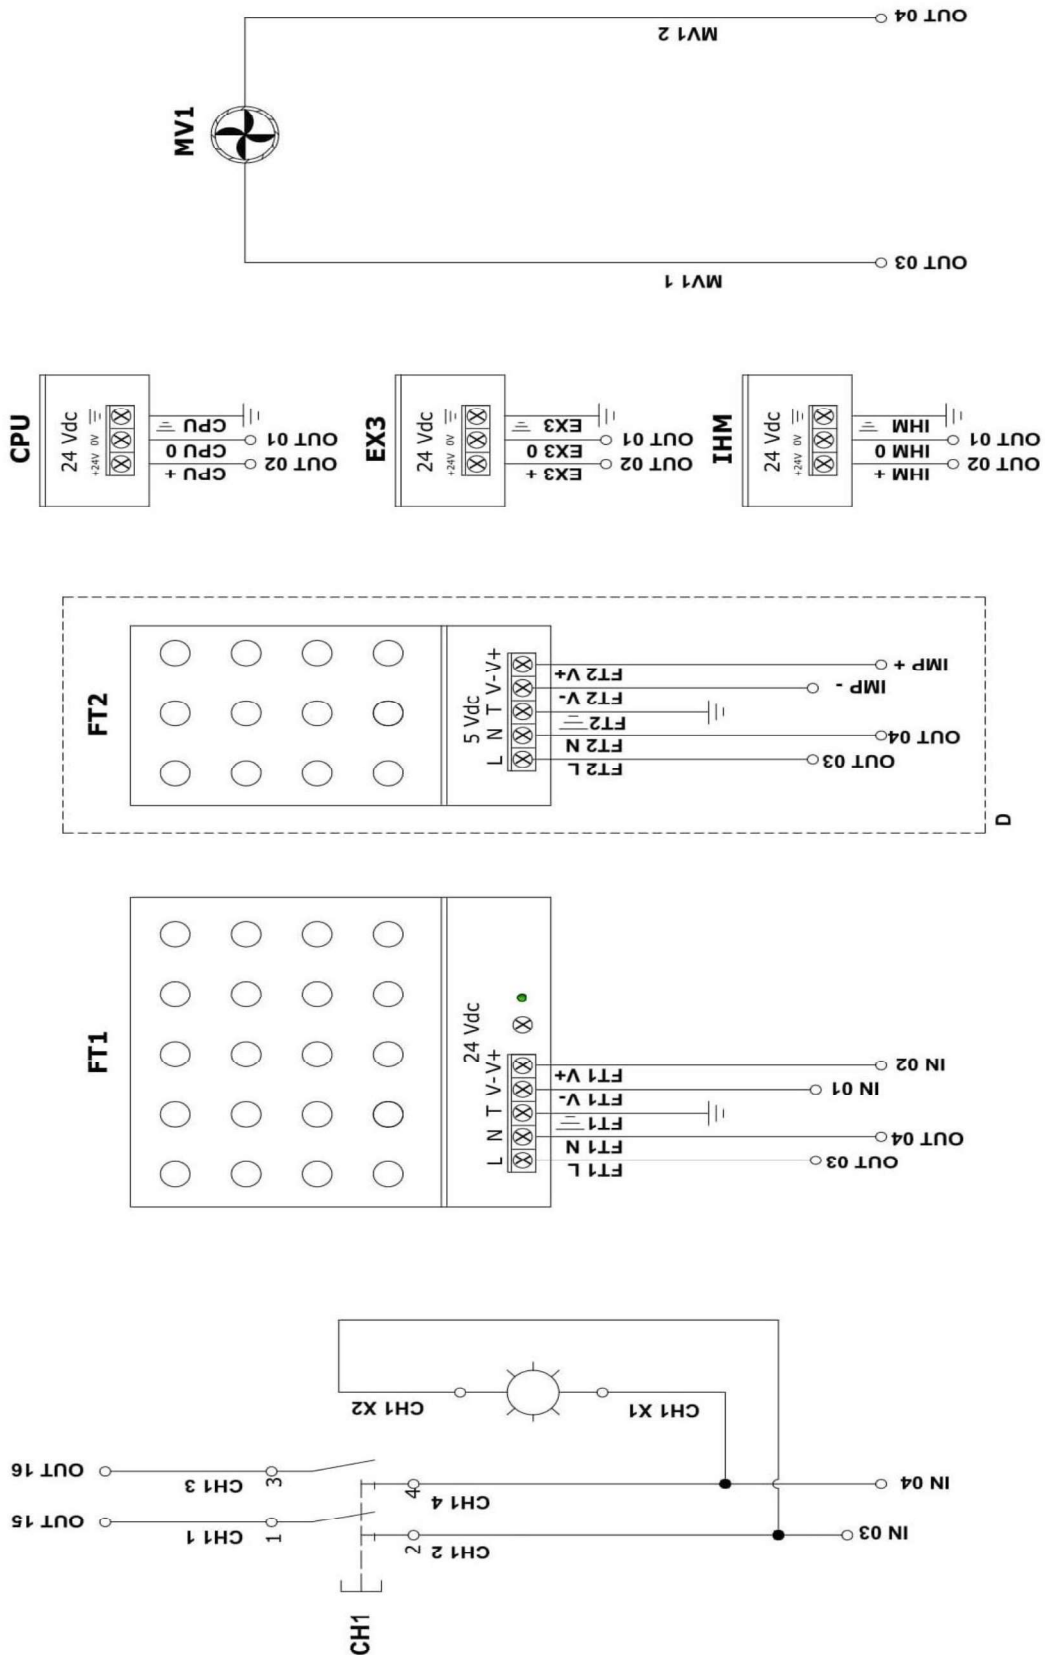 MV1
MV1 2
OUT 04
MV1 1
OUT 03
CPU
24 Vdc
+24V 0V
CPU +
CPU 0
CPU
OUT 02
OUT 01
EX3
24 Vdc
+24V 0V
EX3 +
EX3 0
EX3
OUT 02
OUT 01
IHM
24 Vdc
+24V 0V
IHM +
IHM 0
IHM
OUT 02
OUT 01
FT2
5 Vdc
L N T V- V+
FT2 V+
FT2 V-
FT2
FT2 N
FT2 L
IMP +
IMP -
OUT 04
OUT 03
D
FT1
24 Vdc
L N T V- V+
FT1 V+
FT1 V-
FT1
FT1 N
FT1 L
IN 02
IN 01
OUT 04
OUT 03
CH1 X2
CH1 X1
OUT 16
CH1 3
3
4
CH1 4
IN 04
OUT 15
CH1 1
1
2
CH1 2
IN 03
CH1